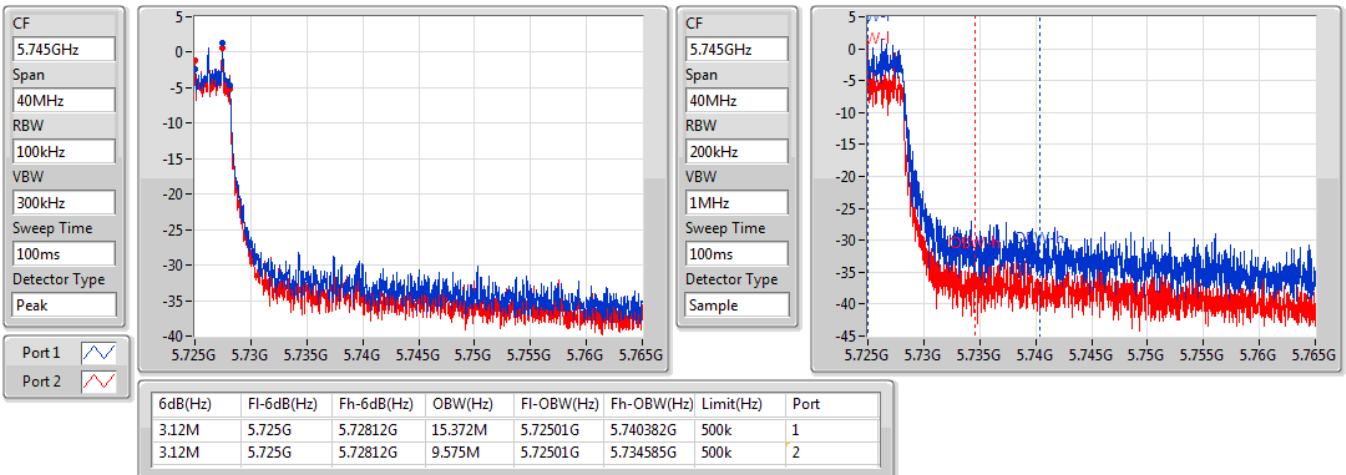 CF
5.745GHz
Span
40MHz
RBW
100kHz
VBW
300kHz
Sweep Time
100ms
Detector Type
Peak
Port 1
Port 2
5
0
-5
-10
-15
-20
-25
-30
-35
-40
5.725G 5.73G 5.735G 5.74G 5.745G 5.75G 5.755G 5.76G 5.765G
CF
5.745GHz
Span
40MHz
RBW
200kHz
VBW
1MHz
Sweep Time
100ms
Detector Type
Sample
5
0
-5
-10
-15
-20
-25
-30
-35
-40
-45
5.725G 5.73G 5.735G 5.74G 5.745G 5.75G 5.755G 5.76G 5.765G
6dB(Hz) Fl-6dB(Hz) Fh-6dB(Hz) OBW(Hz) Fl-OBW(Hz) Fh-OBW(Hz) Limit(Hz) Port
3.12M 5.725G 5.72812G 15.372M 5.72501G 5.740382G 500k 1
3.12M 5.725G 5.72812G 9.575M 5.72501G 5.734585G 500k 2